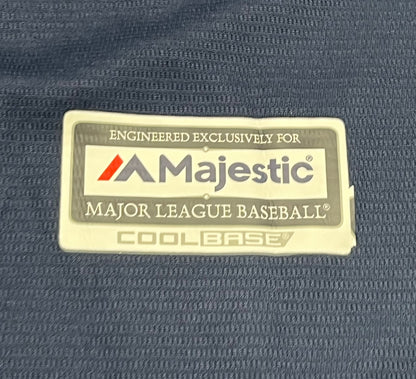 ENGINEERED EXCLUSIVELY FOR
Majestic®
MAJOR LEAGUE BASEBALL®
COOLBASE®